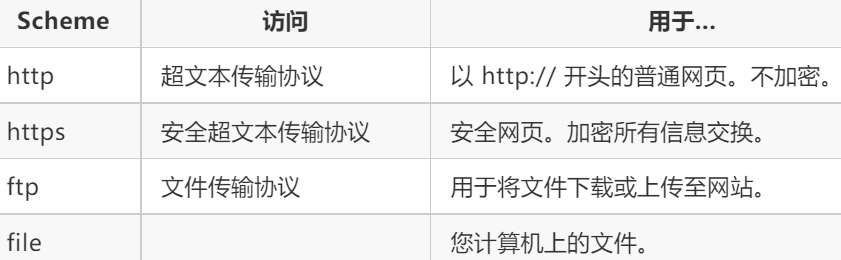 Scheme 访问 用于...
http 超文本传输协议 以 http:// 开头的普通网页。不加密。
https 安全超文本传输协议 安全网页。加密所有信息交换。
ftp 文件传输协议 用于将文件下载或上传至网站。
file 您计算机上的文件。